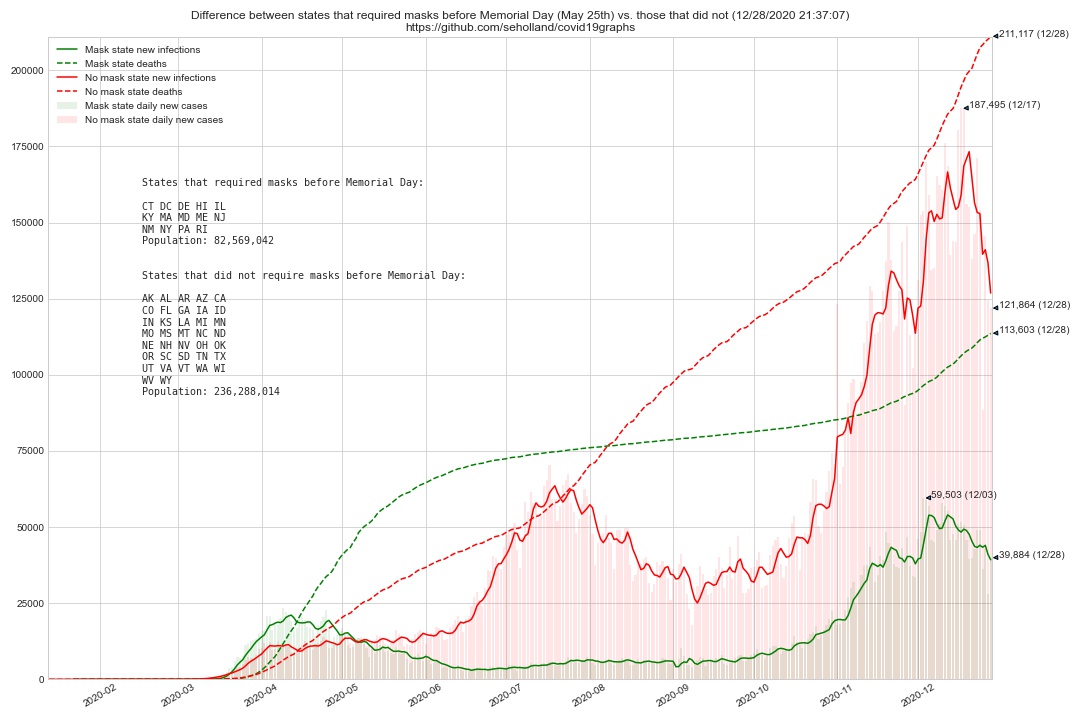 Difference between states that required masks before Memorial Day (May 25th) vs. those that did not (12/28/2020 21:37:07)
https://github.com/seholland/covid19graphs
Mask state new infections
Mask state deaths
No mask state new infections
No mask state deaths
Mask state daily new cases
No mask state daily new cases
States that required masks before Memorial Day:
CT DC DE HI IL
KY MA MD ME NJ
NM NY PA RI
Population: 82,569,042
States that did not require masks before Memorial Day:
AK AL AR AZ CA
CO FL GA IA ID
IN KS LA MI MN
MO MS MT NC ND
NE NH NV OH OK
OR SC SD TN TX
UT VA VT WA WI
WV WY
Population: 236,288,014
211,117 (12/28)
187,495 (12/17)
121,864 (12/28)
113,603 (12/28)
59,503 (12/03)
39,884 (12/28)
200000
175000
150000
125000
100000
75000
50000
25000
0
2020-02
2020-03
2020-04
2020-05
2020-06
2020-07
2020-08
2020-09
2020-10
2020-11
2020-12